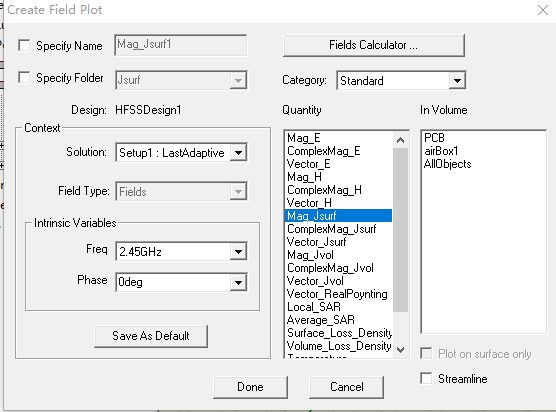 Create Field Plot
Specify Name
Mag_Jsurf1
Fields Calculator ...
Specify Folder
Jsurf
Category:
Standard
Design:
HFSSDesign1
Quantity
In Volume
Context
Solution:
Setup1 : LastAdaptive
Field Type:
Fields
Intrinsic Variables
Freq
2.45GHz
Phase
0deg
Save As Default
Mag_E
ComplexMag_E
Vector_E
Mag_H
ComplexMag_H
Vector_H
Mag_Jsurf
ComplexMag_Jsurf
Vector_Jsurf
Mag_Jvol
ComplexMag_Jvol
Vector_Jvol
Vector_RealPoynting
Local_SAR
Average_SAR
Surface_Loss_Density
Volume_Loss_Density
PCB
airBox1
AllObjects
Plot on surface only
Streamline
Done
Cancel